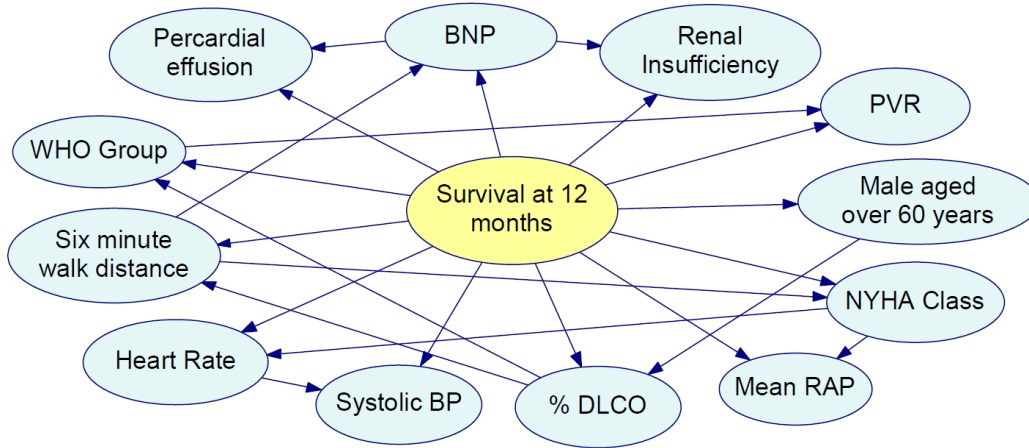 Percardial
effusion
BNP
Renal
Insufficiency
PVR
WHO Group
Survival at 12
months
Male aged
over 60 years
Six minute
walk distance
NYHA Class
Heart Rate
Systolic BP
% DLCO
Mean RAP